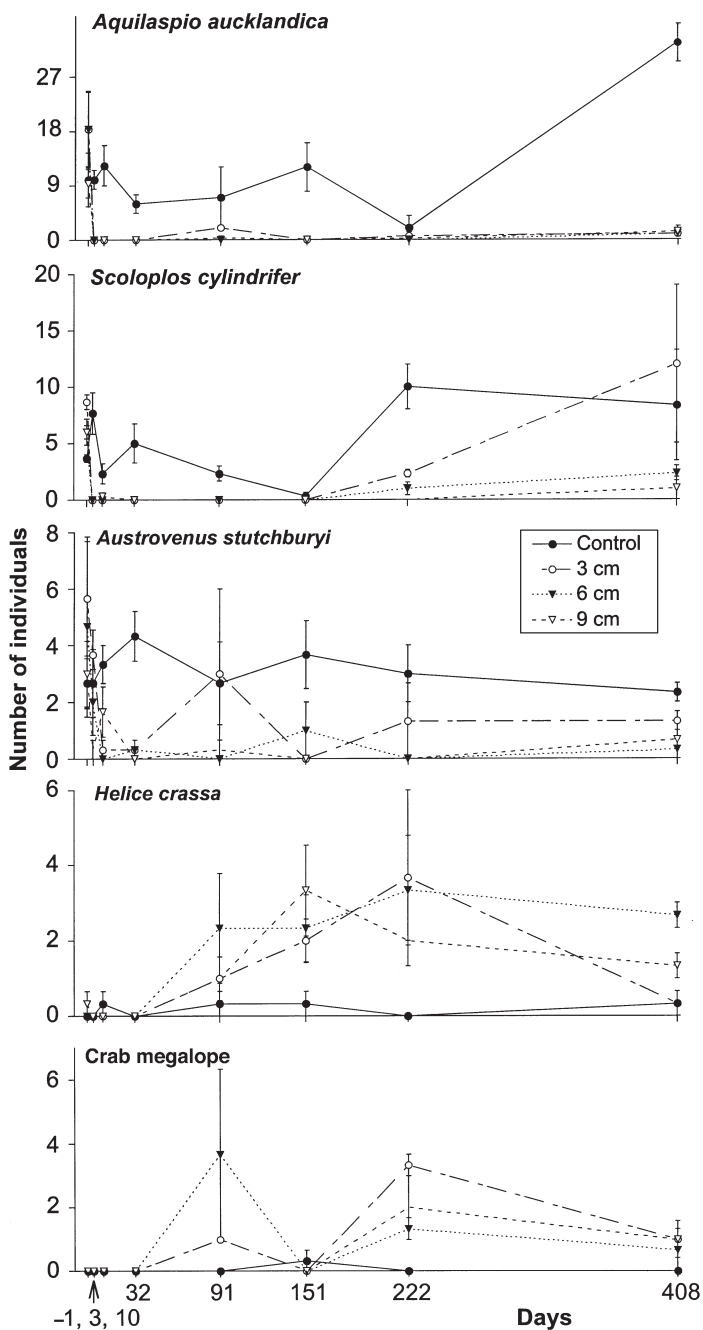 Aquilaspio aucklandica
27
18
9
0
Scoloplos cylindrifer
20
15
10
5
0
Number of individuals
Austrovenus stutchburyi
8
6
4
2
0
Control
3 cm
6 cm
9 cm
Helice crassa
6
4
2
0
Crab megalope
6
4
2
0
32 91 151 222 408
–1, 3, 10
Days